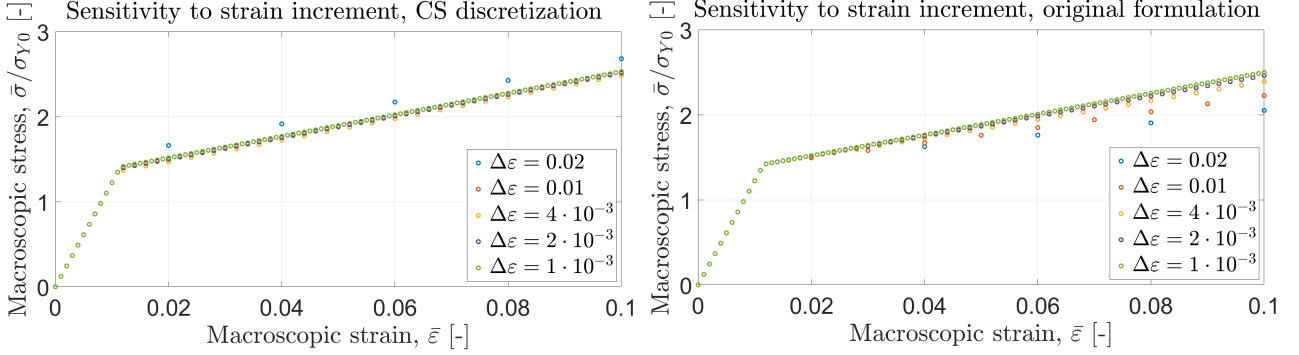 Sensitivity to strain increment, CS discretization
Macroscopic stress, σ̄/σ_Y0 [-]
3
2
1
0
Δε = 0.02
Δε = 0.01
Δε = 4 · 10⁻³
Δε = 2 · 10⁻³
Δε = 1 · 10⁻³
0 0.02 0.04 0.06 0.08 0.1
Macroscopic strain, ε̄ [-]
Sensitivity to strain increment, original formulation
Macroscopic stress, σ̄/σ_Y0 [-]
3
2
1
0
Δε = 0.02
Δε = 0.01
Δε = 4 · 10⁻³
Δε = 2 · 10⁻³
Δε = 1 · 10⁻³
0 0.02 0.04 0.06 0.08 0.1
Macroscopic strain, ε̄ [-]